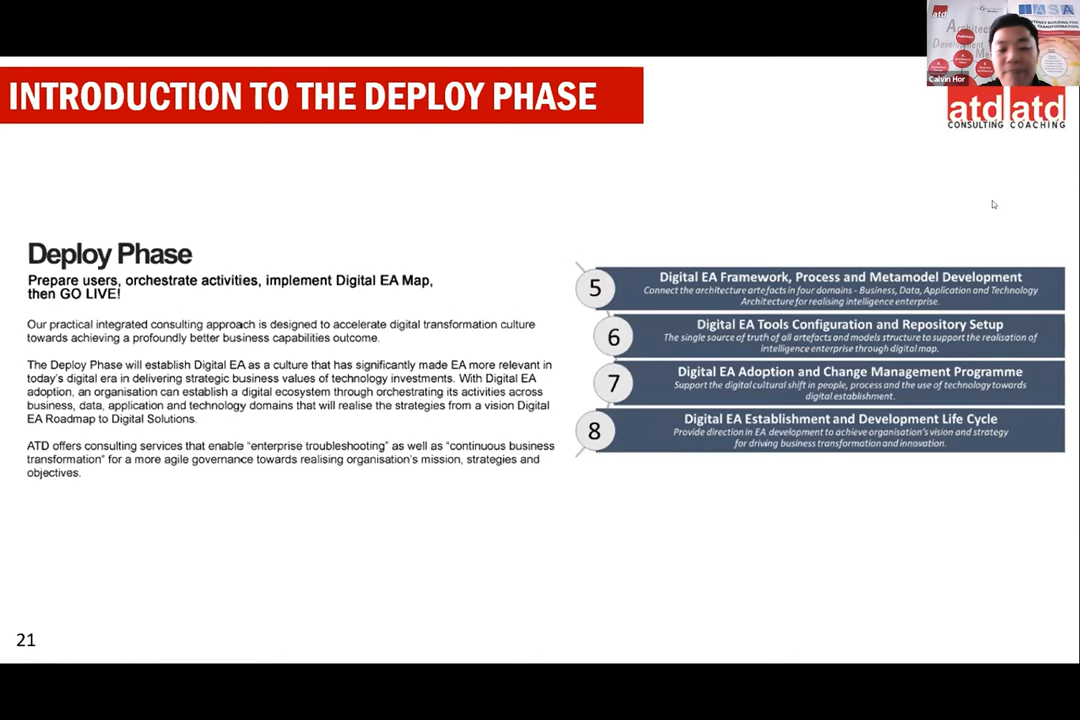 INTRODUCTION TO THE DEPLOY PHASE
atd
Calvin Hor
atd atd
CONSULTING COACHING
Deploy Phase
Prepare users, orchestrate activities, implement Digital EA Map,
then GO LIVE!
Our practical integrated consulting approach is designed to accelerate digital transformation culture
towards achieving a profoundly better business capabilities outcome.
The Deploy Phase will establish Digital EA as a culture that has significantly made EA more relevant in
today's digital era in delivering strategic business values of technology investments. With Digital EA
adoption, an organisation can establish a digital ecosystem through orchestrating its activities across
business, data, application and technology domains that will realise the strategies from a vision Digital
EA Roadmap to Digital Solutions.
ATD offers consulting services that enable “enterprise troubleshooting” as well as “continuous business
transformation” for a more agile governance towards realising organisation's mission, strategies and
objectives.
5
Digital EA Framework, Process and Metamodel Development
Connect the architecture artefacts in four domains - Business, Data, Application and Technology
Architecture for realising intelligence enterprise.
6
Digital EA Tools Configuration and Repository Setup
The single source of truth of all artefacts and models structure to support the realisation of
intelligence enterprise through digital map.
7
Digital EA Adoption and Change Management Programme
Support the digital cultural shift in people, process and the use of technology towards
digital establishment.
8
Digital EA Establishment and Development Life Cycle
Provide direction in EA development to achieve organisation's vision and strategy
for driving business transformation and innovation.
21